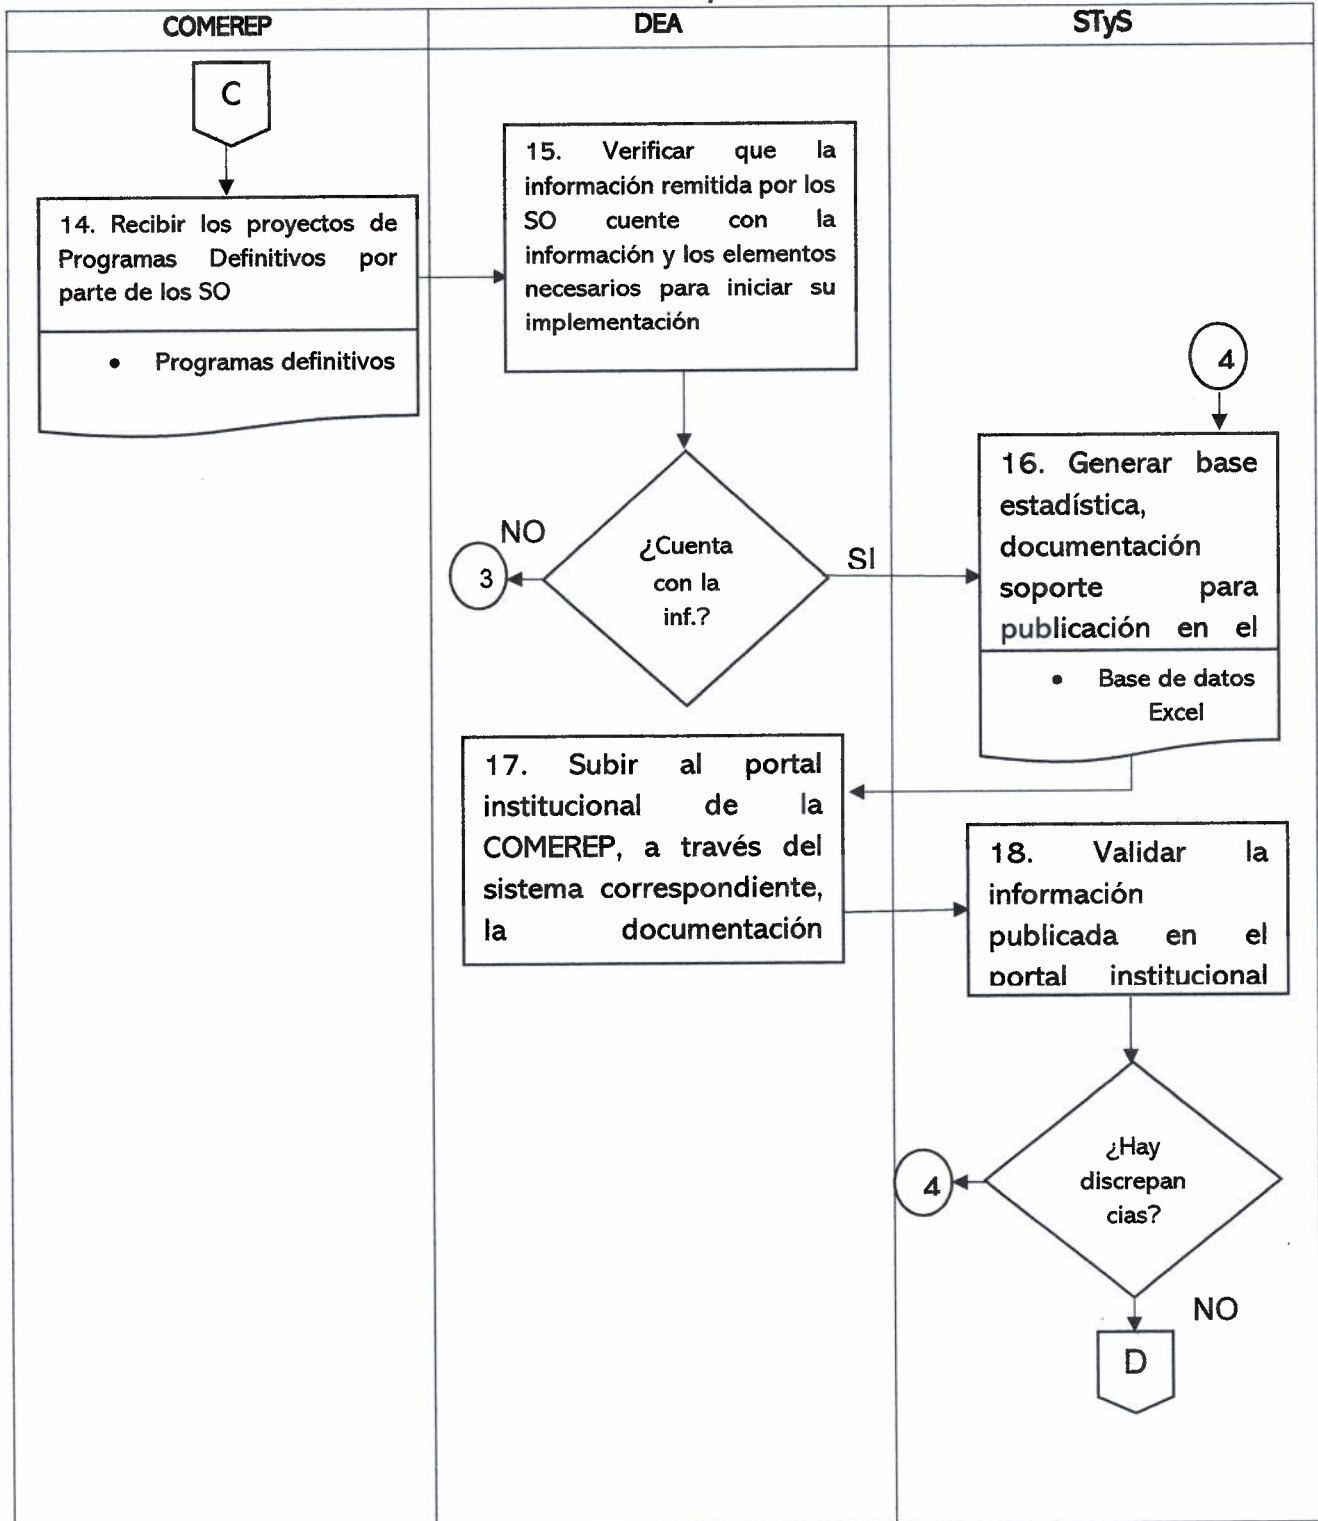 COMEREP
DEA
STyS
C
14. Recibir los proyectos de
Programas Definitivos por
parte de los SO
• Programas definitivos
15. Verificar que la
información remitida por los
SO cuente con la
información y los elementos
necesarios para iniciar su
implementación
¿Cuenta
con la
inf.?
NO
3
SI
4
16. Generar base
estadística,
documentación
soporte para
publicación en el
• Base de datos
Excel
17. Subir al portal
institucional de la
COMEREP, a través del
sistema correspondiente,
la documentación
18. Validar la
información
publicada en el
portal institucional
¿Hay
discrepan
cias?
4
NO
D